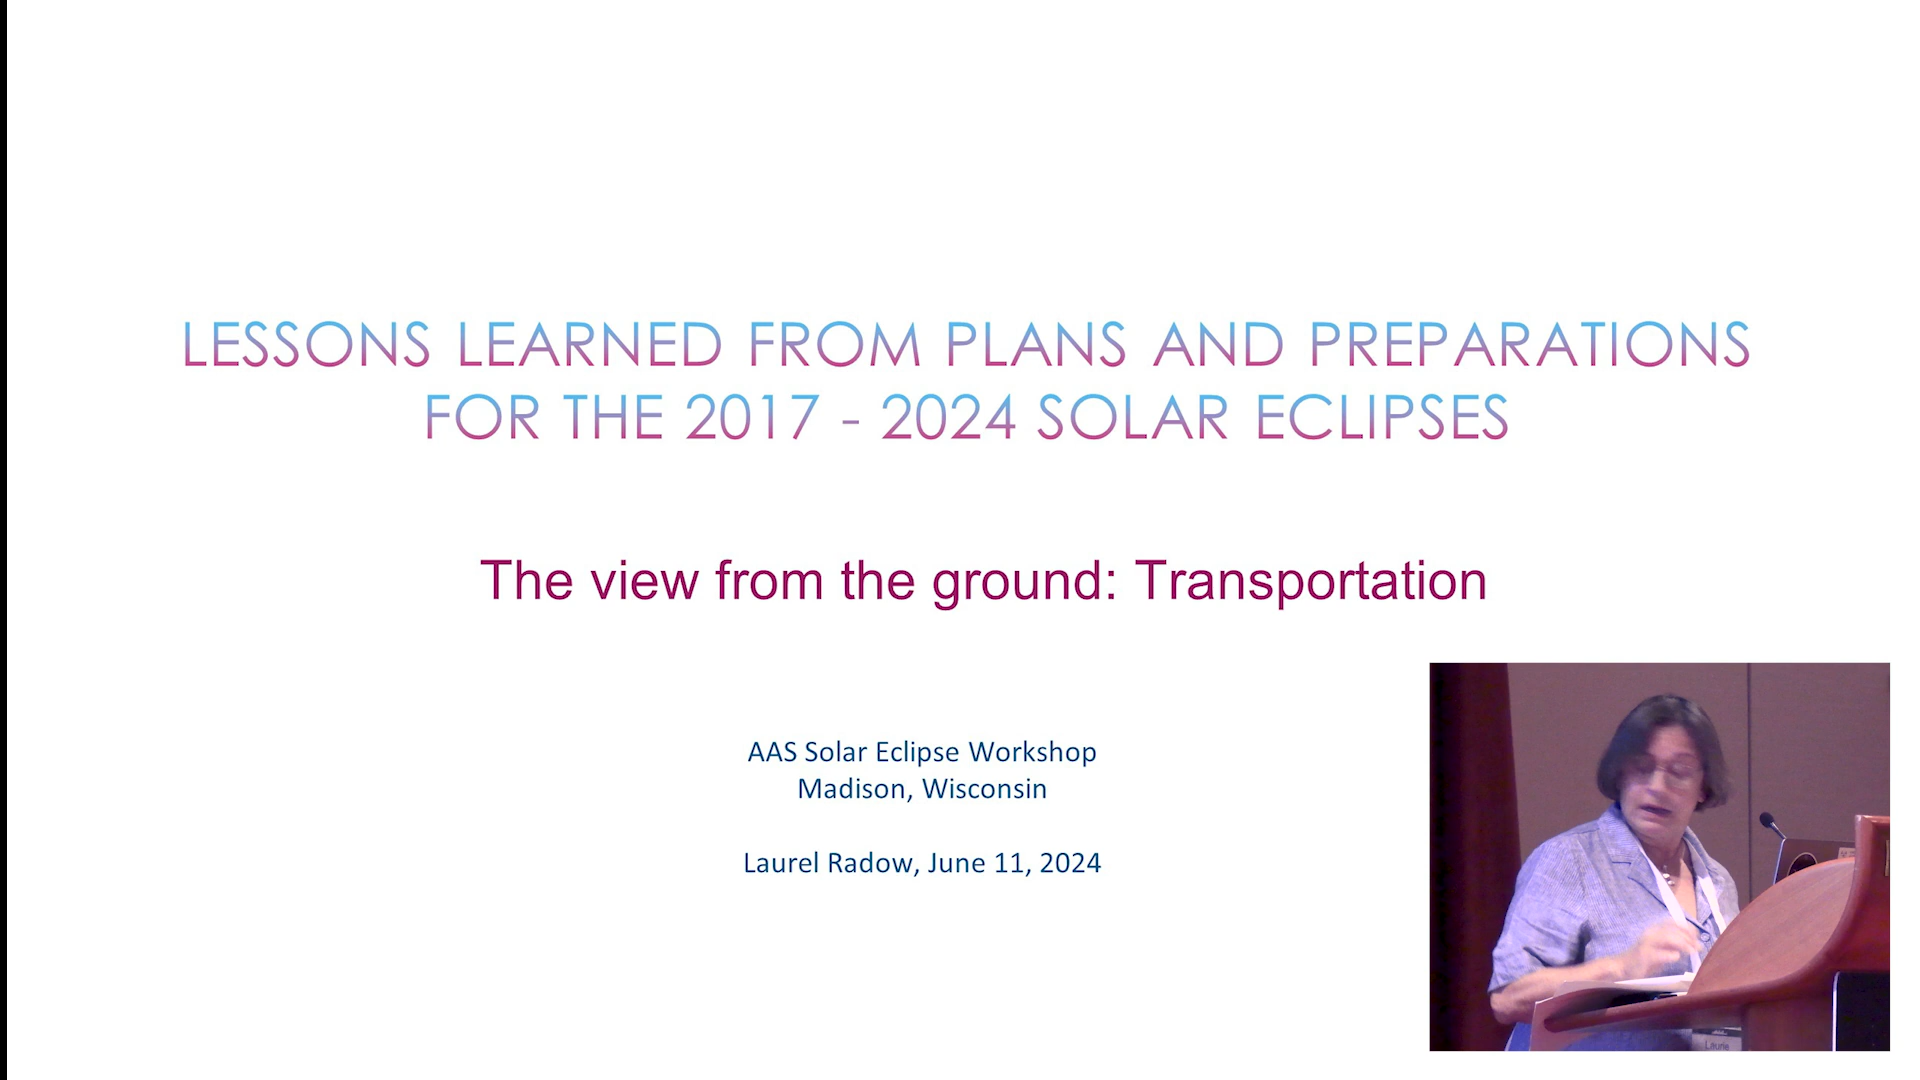 LESSONS LEARNED FROM PLANS AND PREPARATIONS
FOR THE 2017 - 2024 SOLAR ECLIPSES
The view from the ground: Transportation
AAS Solar Eclipse Workshop
Madison, Wisconsin
Laurel Radow, June 11, 2024
Laurie